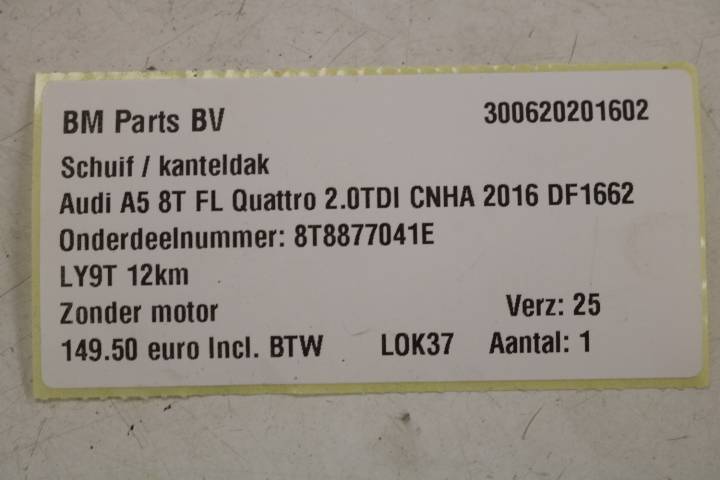 BM Parts BV 300620201602
Schuif / kanteldak
Audi A5 8T FL Quattro 2.0TDI CNHA 2016 DF1662
Onderdeelnummer: 8T8877041E
LY9T 12km
Zonder motor Verz: 25
149.50 euro Incl. BTW LOK37 Aantal: 1